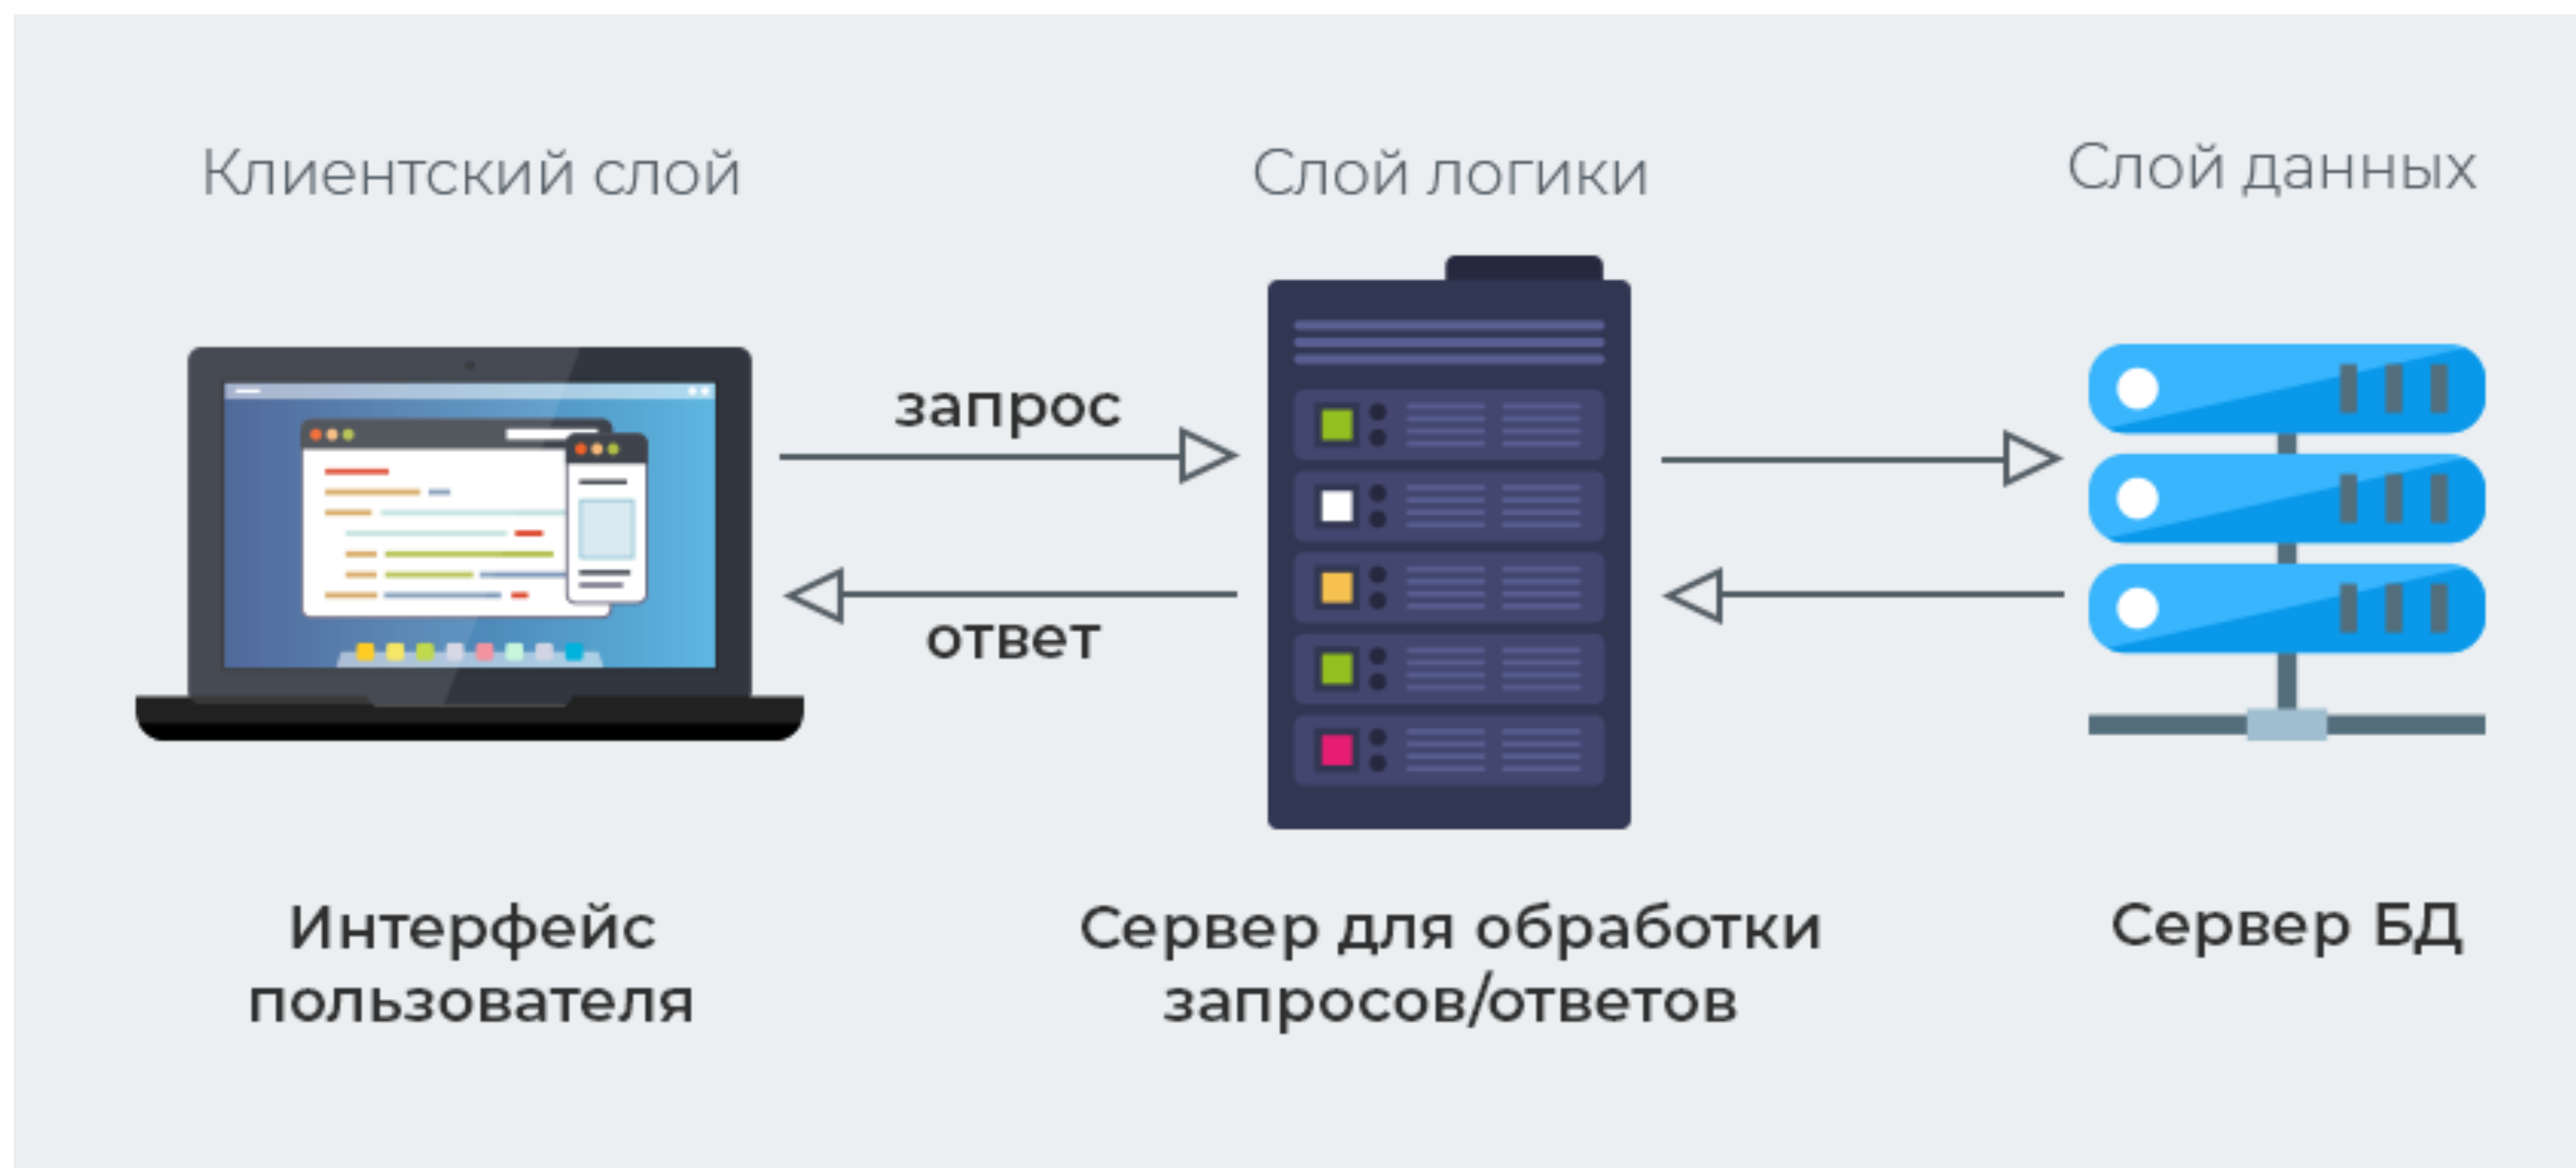 Клиентский слой
Слой логики
Слой данных
запрос
ответ
Интерфейс
пользователя
Сервер для обработки
запросов/ответов
Сервер БД